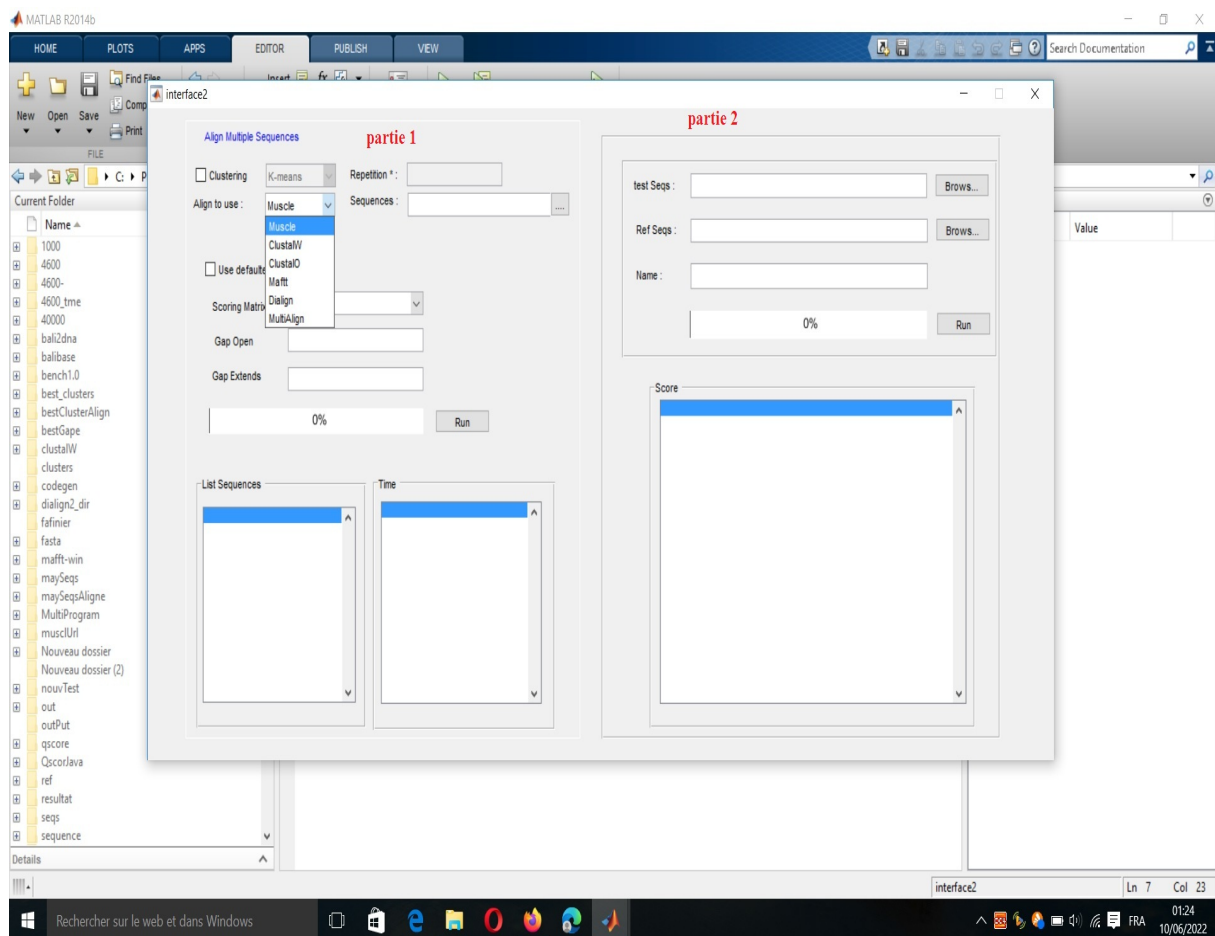 MATLAB R2014b
HOME PLOTS APPS EDITOR PUBLISH VIEW
Search Documentation
Find Files
Insert fx
New Open Save
Print
FILE
C:
interface2
partie 1
partie 2
Align Multiple Sequences
Clustering K-means Repetition * :
Align to use : Muscle Sequences : ....
Muscle
ClustalW
ClustalO
Maftt
Dialign
MultiAlign
Gap Open
Gap Extends
0% Run
List Sequences
Time
test Seqs : Brows...
Ref Seqs : Brows...
Name :
0% Run
Score
Current Folder
Name
1000
4600
4600-
4600_tme
40000
bali2dna
balibase
bench1.0
best_clusters
bestClusterAlign
bestGape
clustalW
clusters
codegen
dialign2_dir
fafinier
fasta
mafft-win
maySeqs
maySeqsAligne
MultiProgram
musclUrl
Nouveau dossier
Nouveau dossier (2)
nouvTest
out
outPut
qscore
QscorJava
ref
resultat
seqs
sequence
Details
Value
interface2 Ln 7 Col 23
Rechercher sur le web et dans Windows
FRA
01:24
10/06/2022